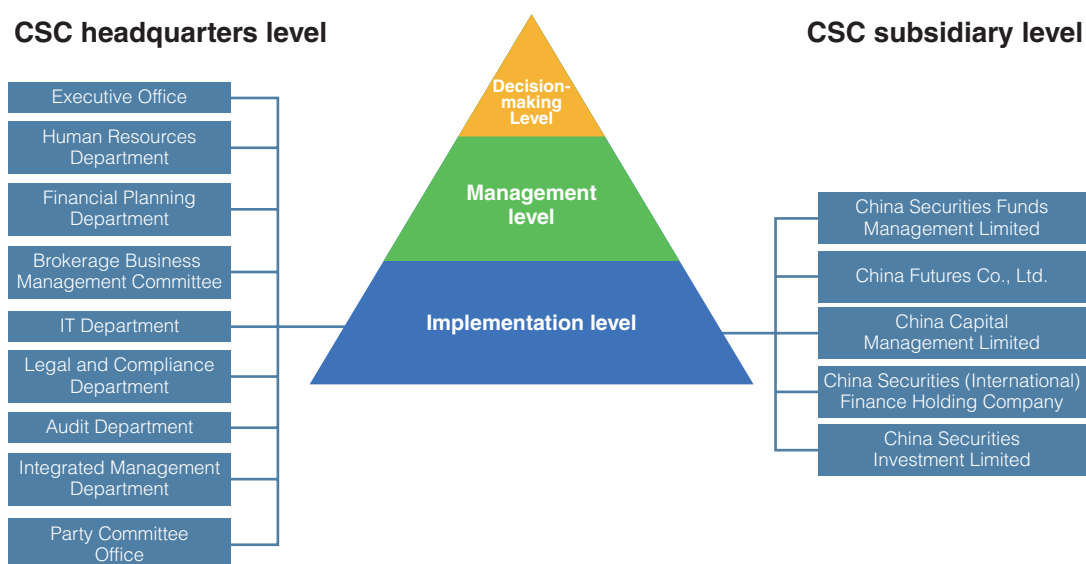 CSC headquarters level
CSC subsidiary level
Executive Office
Human Resources
Department
Financial Planning
Department
Brokerage Business
Management Committee
IT Department
Legal and Compliance
Department
Audit Department
Integrated Management
Department
Party Committee
Office
Decision-
making
Level
Management
level
Implementation level
China Securities Funds
Management Limited
China Futures Co., Ltd.
China Capital
Management Limited
China Securities (International)
Finance Holding Company
China Securities
Investment Limited